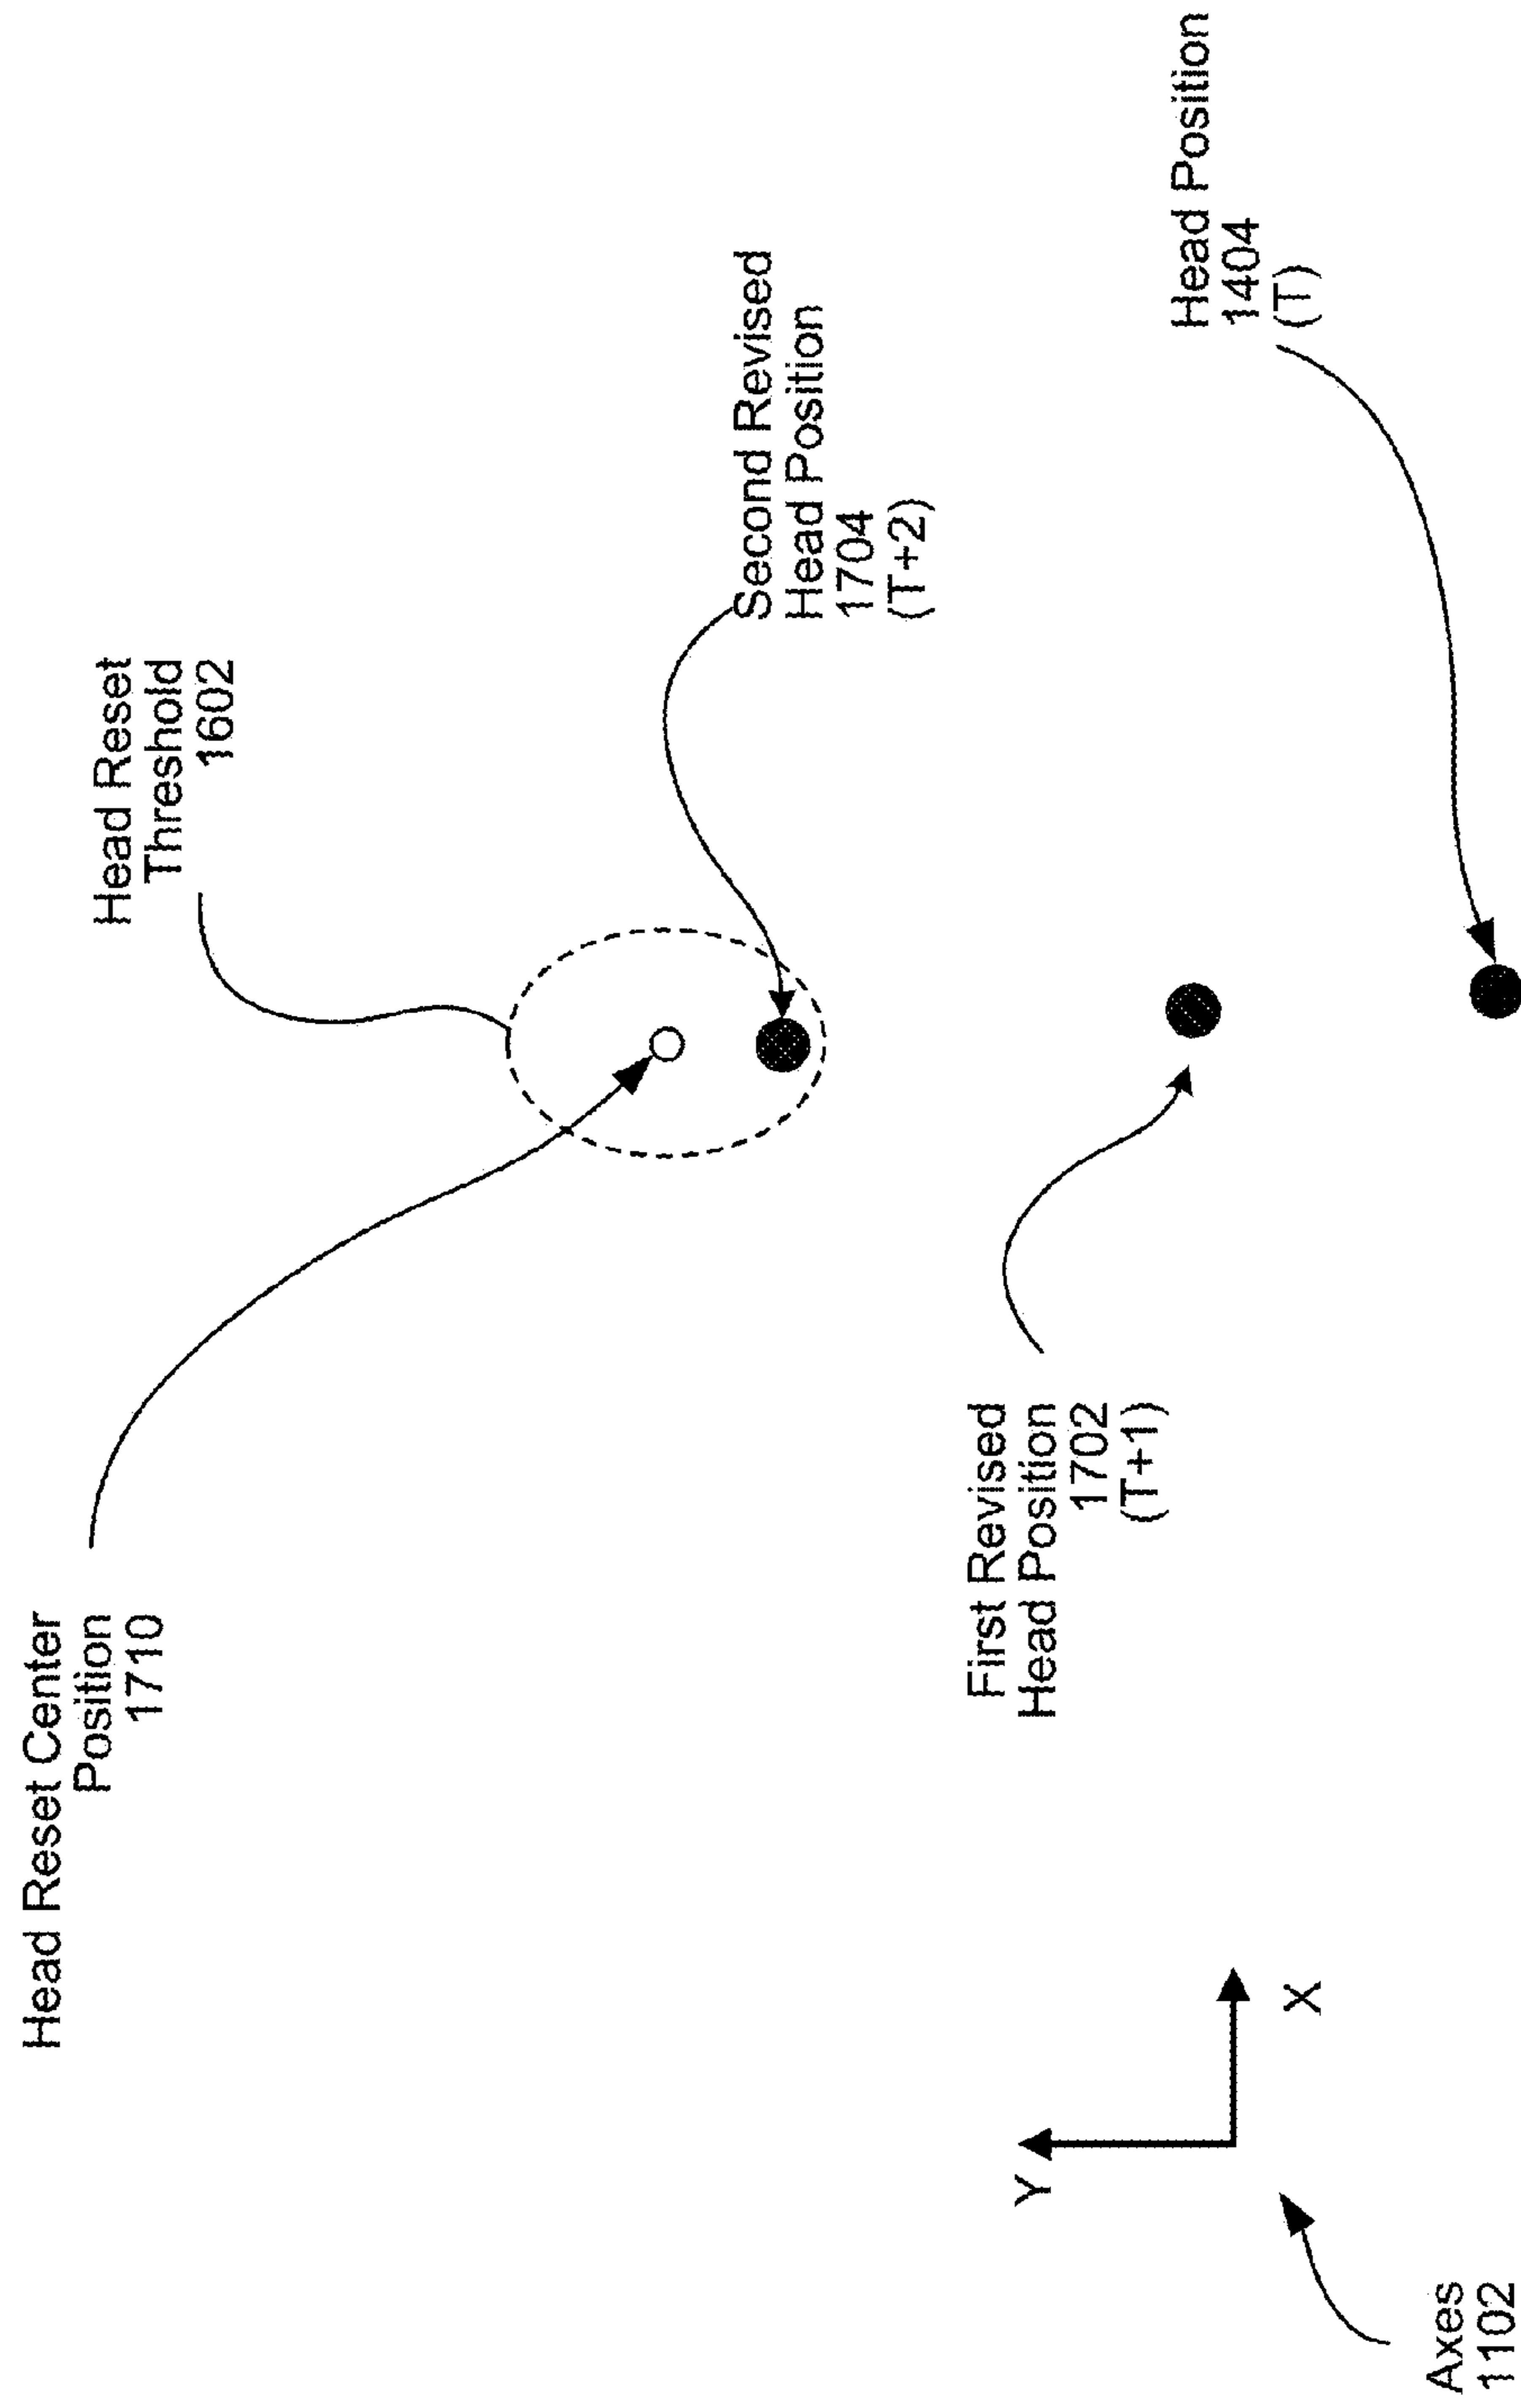 Head Reset Center
Position
1710
Head Reset
Threshold
1602
Second Revised
Head Position
1704
(T+2)
First Revised
Head Position
1702
(T+1)
Head Position
1404
(T)
Y
X
Axes
1102